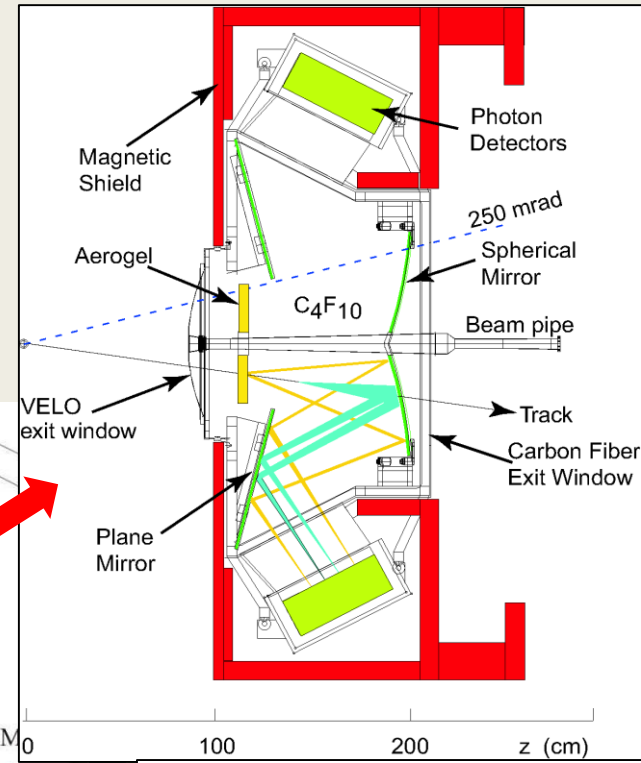 Magnetic
Shield
Photon
Detectors
250 mrad
Aerogel
Spherical
Mirror
C₄F₁₀
Beam pipe
VELO
exit window
Track
Carbon Fiber
Exit Window
Plane
Mirror
M
0
100
200
z (cm)